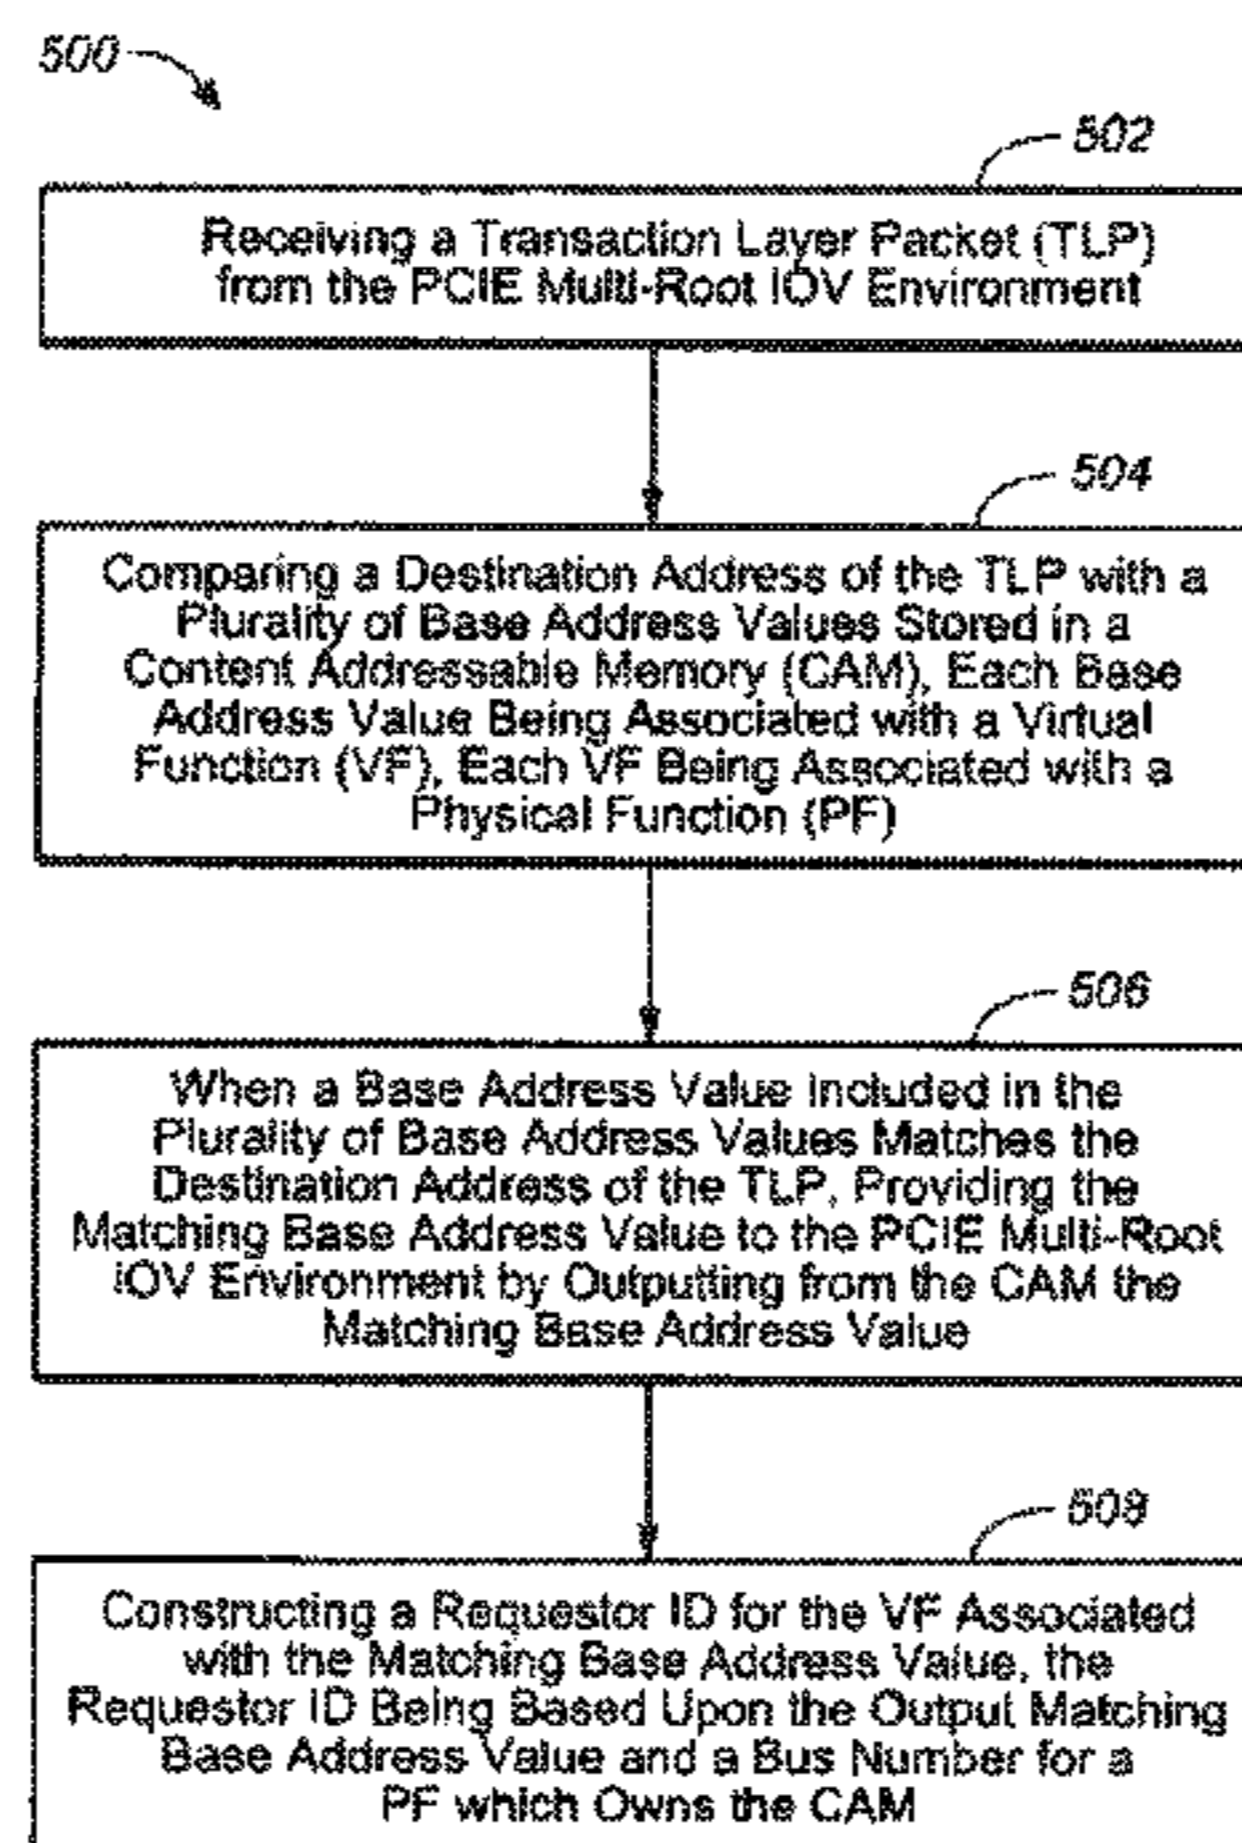 500
502
Receiving a Transaction Layer Packet (TLP)
from the PCIE Multi-Root IOV Environment
504
Comparing a Destination Address of the TLP with a
Plurality of Base Address Values Stored in a
Content Addressable Memory (CAM), Each Base
Address Value Being Associated with a Virtual
Function (VF), Each VF Being Associated with a
Physical Function (PF)
506
When a Base Address Value Included in the
Plurality of Base Address Values Matches the
Destination Address of the TLP, Providing the
Matching Base Address Value to the PCIE Multi-Root
IOV Environment by Outputting from the CAM the
Matching Base Address Value
508
Constructing a Requestor ID for the VF Associated
with the Matching Base Address Value, the
Requestor ID Being Based Upon the Output Matching
Base Address Value and a Bus Number for a
PF which Owns the CAM